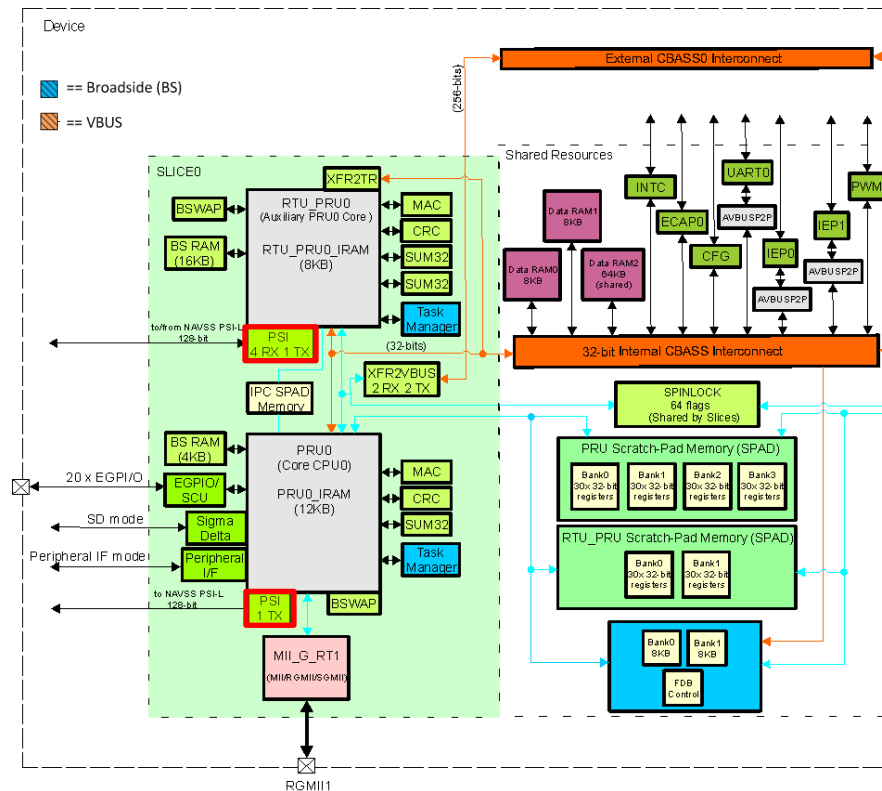 Device
== Broadside (BS)
== VBUS
External CBASS0 Interconnect
(256-bits)
SLICE0
Shared Resources
XFR2TR
RTU_PRU0
(Auxiliary PRU0 Core )
RTU_PRU0_IRAM
(8KB)
BSWAP
BS RAM
(16KB)
MAC
CRC
SUM32
SUM32
Task
Manager
to/from NAVSS PSI-L
128-bit
PSI
4 RX 1 TX
(32-bits)
XFR2VBUS
2 RX 2 TX
IPC SPAD
Memory
Data RAM0
8KB
Data RAM1
8KB
Data RAM2
64KB
(shared)
INTC
ECAP0
CFG
UART0
AVBUSP2P
IEP0
AVBUSP2P
IEP1
AVBUSP2P
PWM
32-bit Internal CBASS Interconnect
BS RAM
(4KB)
EGPIO/
SCU
Sigma
Delta
Peripheral
I/F
20 x EGPI/O
SD mode
Peripheral IF mode
to NAVSS PSI-L
128-bit
PSI
1 TX
PRU0
(Core CPU0)
PRU0_IRAM
(12KB)
MAC
CRC
SUM32
Task
Manager
BSWAP
MII_G_RT1
(MII/RGMII/SGMII)
RGMII1
SPINLOCK
64 flags
(Shared by Slices)
PRU Scratch-Pad Memory (SPAD)
Bank0
30x 32-bit
registers
Bank1
30x 32-bit
registers
Bank2
30x 32-bit
registers
Bank3
30x 32-bit
registers
RTU_PRU Scratch-Pad Memory (SPAD)
Bank0
30x 32-bit
registers
Bank1
30x 32-bit
registers
Bank0
8KB
Bank1
8KB
FDB
Control